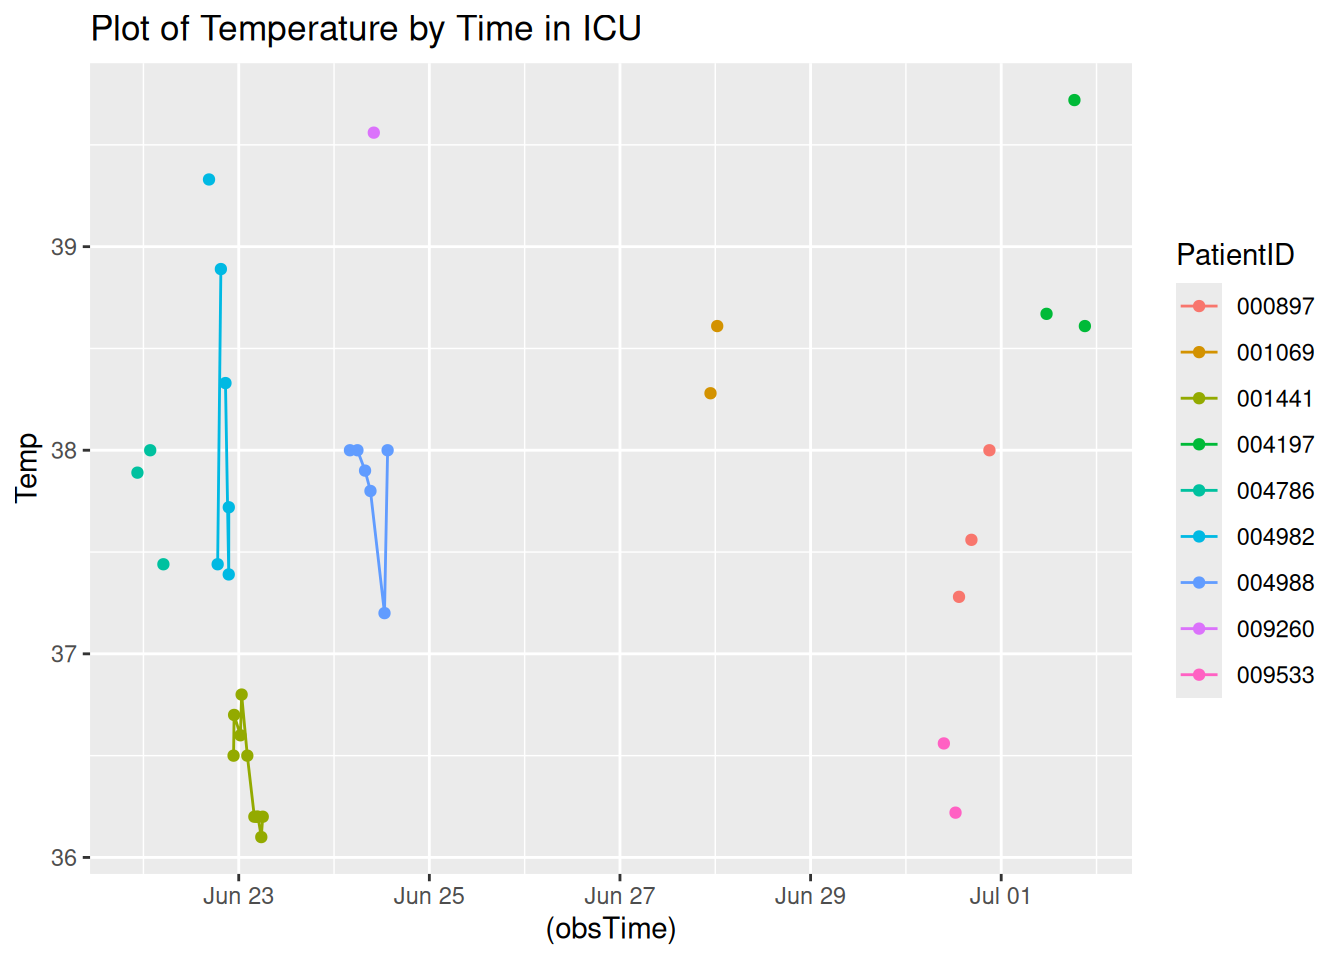 Plot of Temperature by Time in ICU
39
38
37
36
Temp
Jun 23
Jun 25
Jun 27
Jun 29
Jul 01
(obsTime)
PatientID
000897
001069
001441
004197
004786
004982
004988
009260
009533